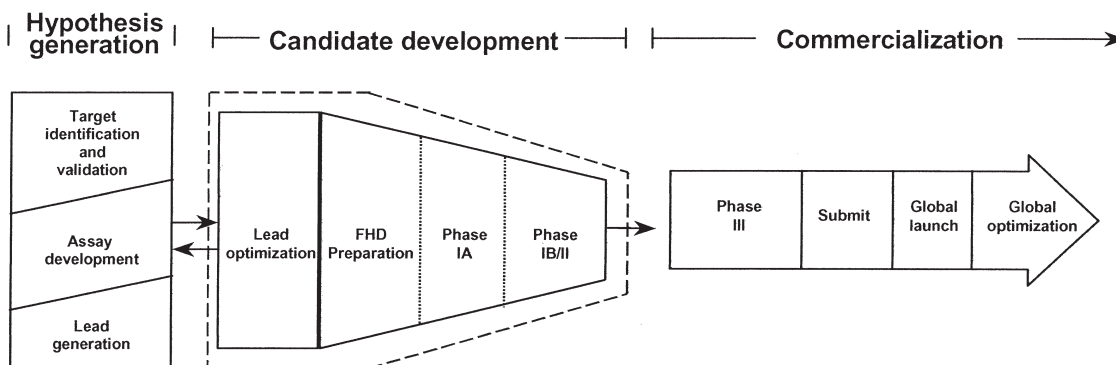 Hypothesis
generation
Candidate development
Commercialization
Target
identification
and
validation
Assay
development
Lead
generation
Lead
optimization
FHD
Preparation
Phase
IA
Phase
IB/II
Phase
III
Submit
Global
launch
Global
optimization